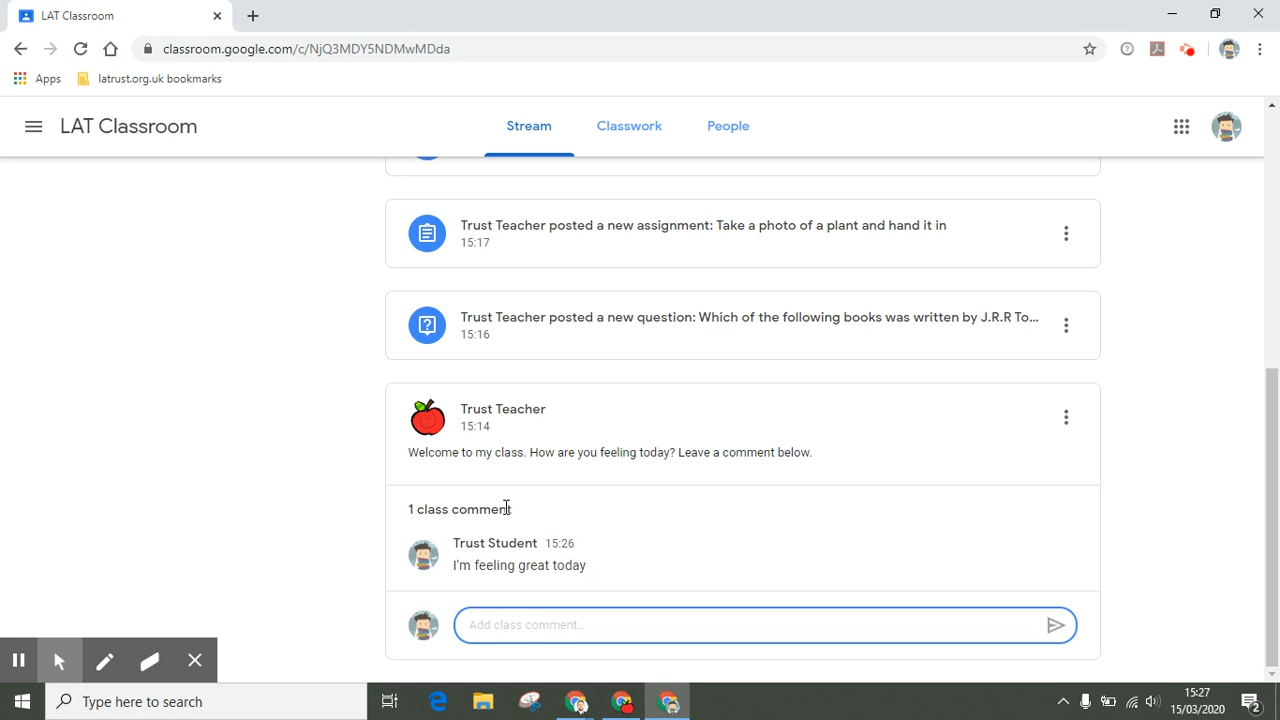 LAT Classroom
classroom.google.com/c/NjQ3MDY5NDMwMDda
Apps
latrust.org.uk bookmarks
LAT Classroom
Stream
Classwork
People
Trust Teacher posted a new assignment: Take a photo of a plant and hand it in
15:17
Trust Teacher posted a new question: Which of the following books was written by J.R.R To...
15:16
Trust Teacher
15:14
Welcome to my class. How are you feeling today? Leave a comment below.
1 class comment
Trust Student 15:26
I'm feeling great today
Add class comment...
Type here to search
15:27
15/03/2020
2